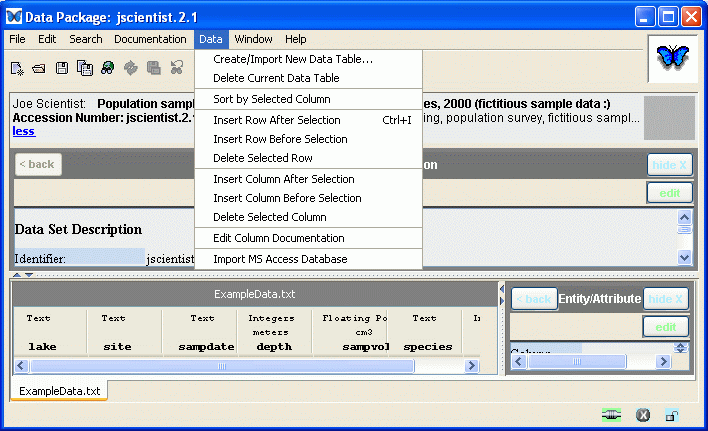 Data Package: jscientist.2.1
File Edit Search Documentation Data Window Help
Create/Import New Data Table...
Delete Current Data Table
Sort by Selected Column
Insert Row After Selection Ctrl+I
Insert Row Before Selection
Delete Selected Row
Insert Column After Selection
Insert Column Before Selection
Delete Selected Column
Edit Column Documentation
Import MS Access Database
Joe Scientist: Population samp es, 2000 (fictitious sample data :)
Accession Number: jscientist.2.1 ing, population survey, fictitious sampl...
less
< back on hide X
edit
Data Set Description
Identifier: jscientist
ExampleData.txt
Text Text Text Integers Floating Po Text In
meters cm3
lake site sampdate depth sampvol species
< back Entity/Attribute hide X
edit
ExampleData.txt